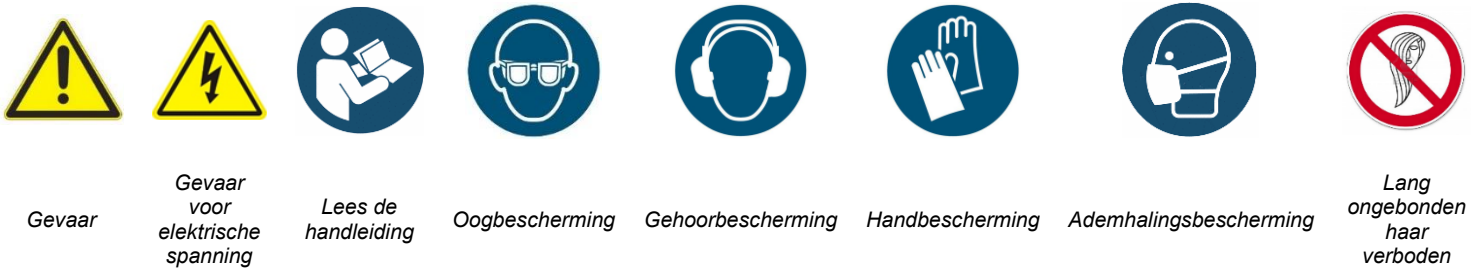 Gevaar
Gevaar
voor
elektrische
spanning
Lees de
handleiding
Oogbescherming
Gehoorbescherming
Handbescherming
Ademhalingsbescherming
Lang
ongebonden
haar
verboden